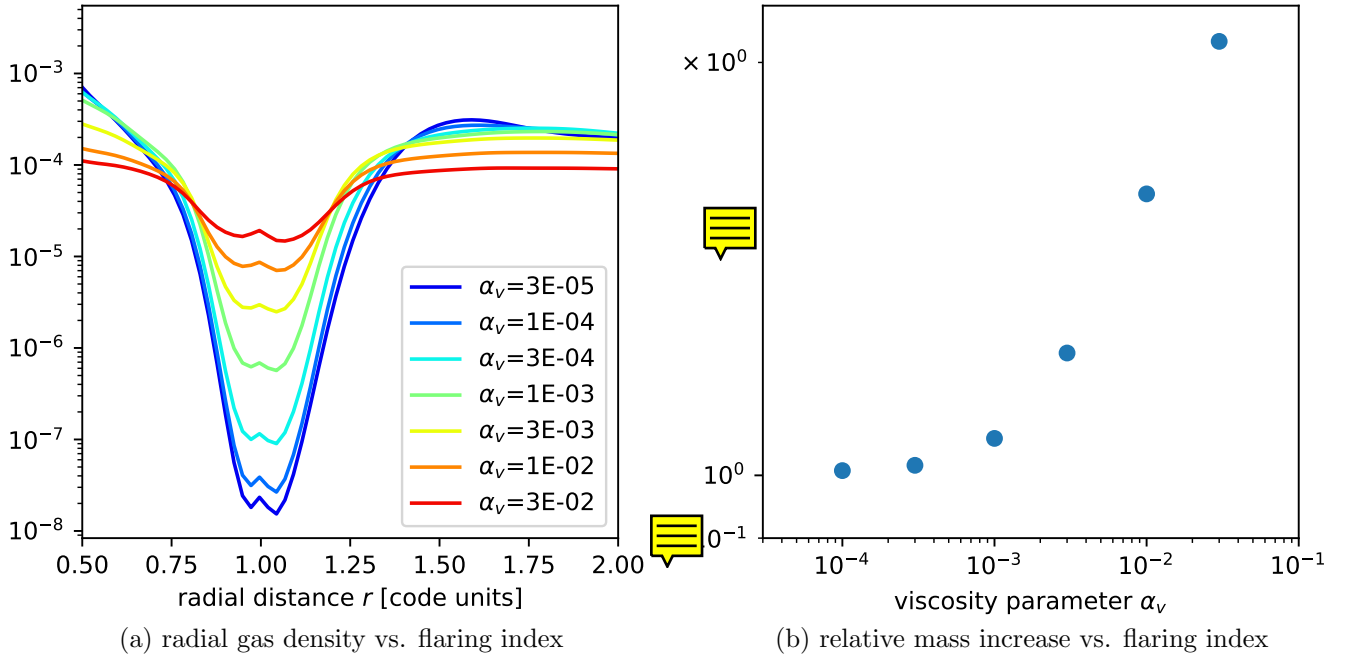 10⁻³
10⁻⁴
10⁻⁵
10⁻⁶
10⁻⁷
10⁻⁸
0.50 0.75 1.00 1.25 1.50 1.75 2.00
radial distance r [code units]
α_v=3E-05
α_v=1E-04
α_v=3E-04
α_v=1E-03
α_v=3E-03
α_v=1E-02
α_v=3E-02
(a) radial gas density vs. flaring index
× 10⁰
10⁰
0⁻¹
10⁻⁴ 10⁻³ 10⁻² 10⁻¹
viscosity parameter α_v
(b) relative mass increase vs. flaring index